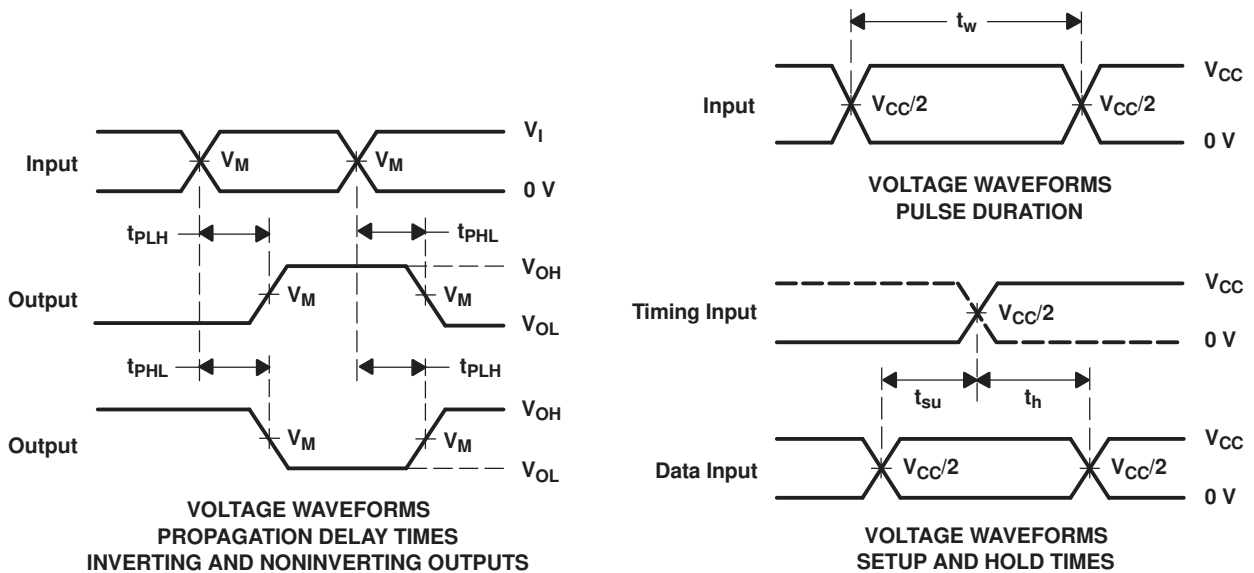 Input
V_M
V_M
V_I
0 V
t_PLH
t_PHL
Output
V_M
V_M
V_OH
V_OL
t_PHL
t_PLH
Output
V_M
V_M
V_OH
V_OL
VOLTAGE WAVEFORMS
PROPAGATION DELAY TIMES
INVERTING AND NONINVERTING OUTPUTS
t_w
Input
V_CC/2
V_CC/2
V_CC
0 V
VOLTAGE WAVEFORMS
PULSE DURATION
Timing Input
V_CC/2
V_CC
0 V
t_su
t_h
Data Input
V_CC/2
V_CC/2
V_CC
0 V
VOLTAGE WAVEFORMS
SETUP AND HOLD TIMES